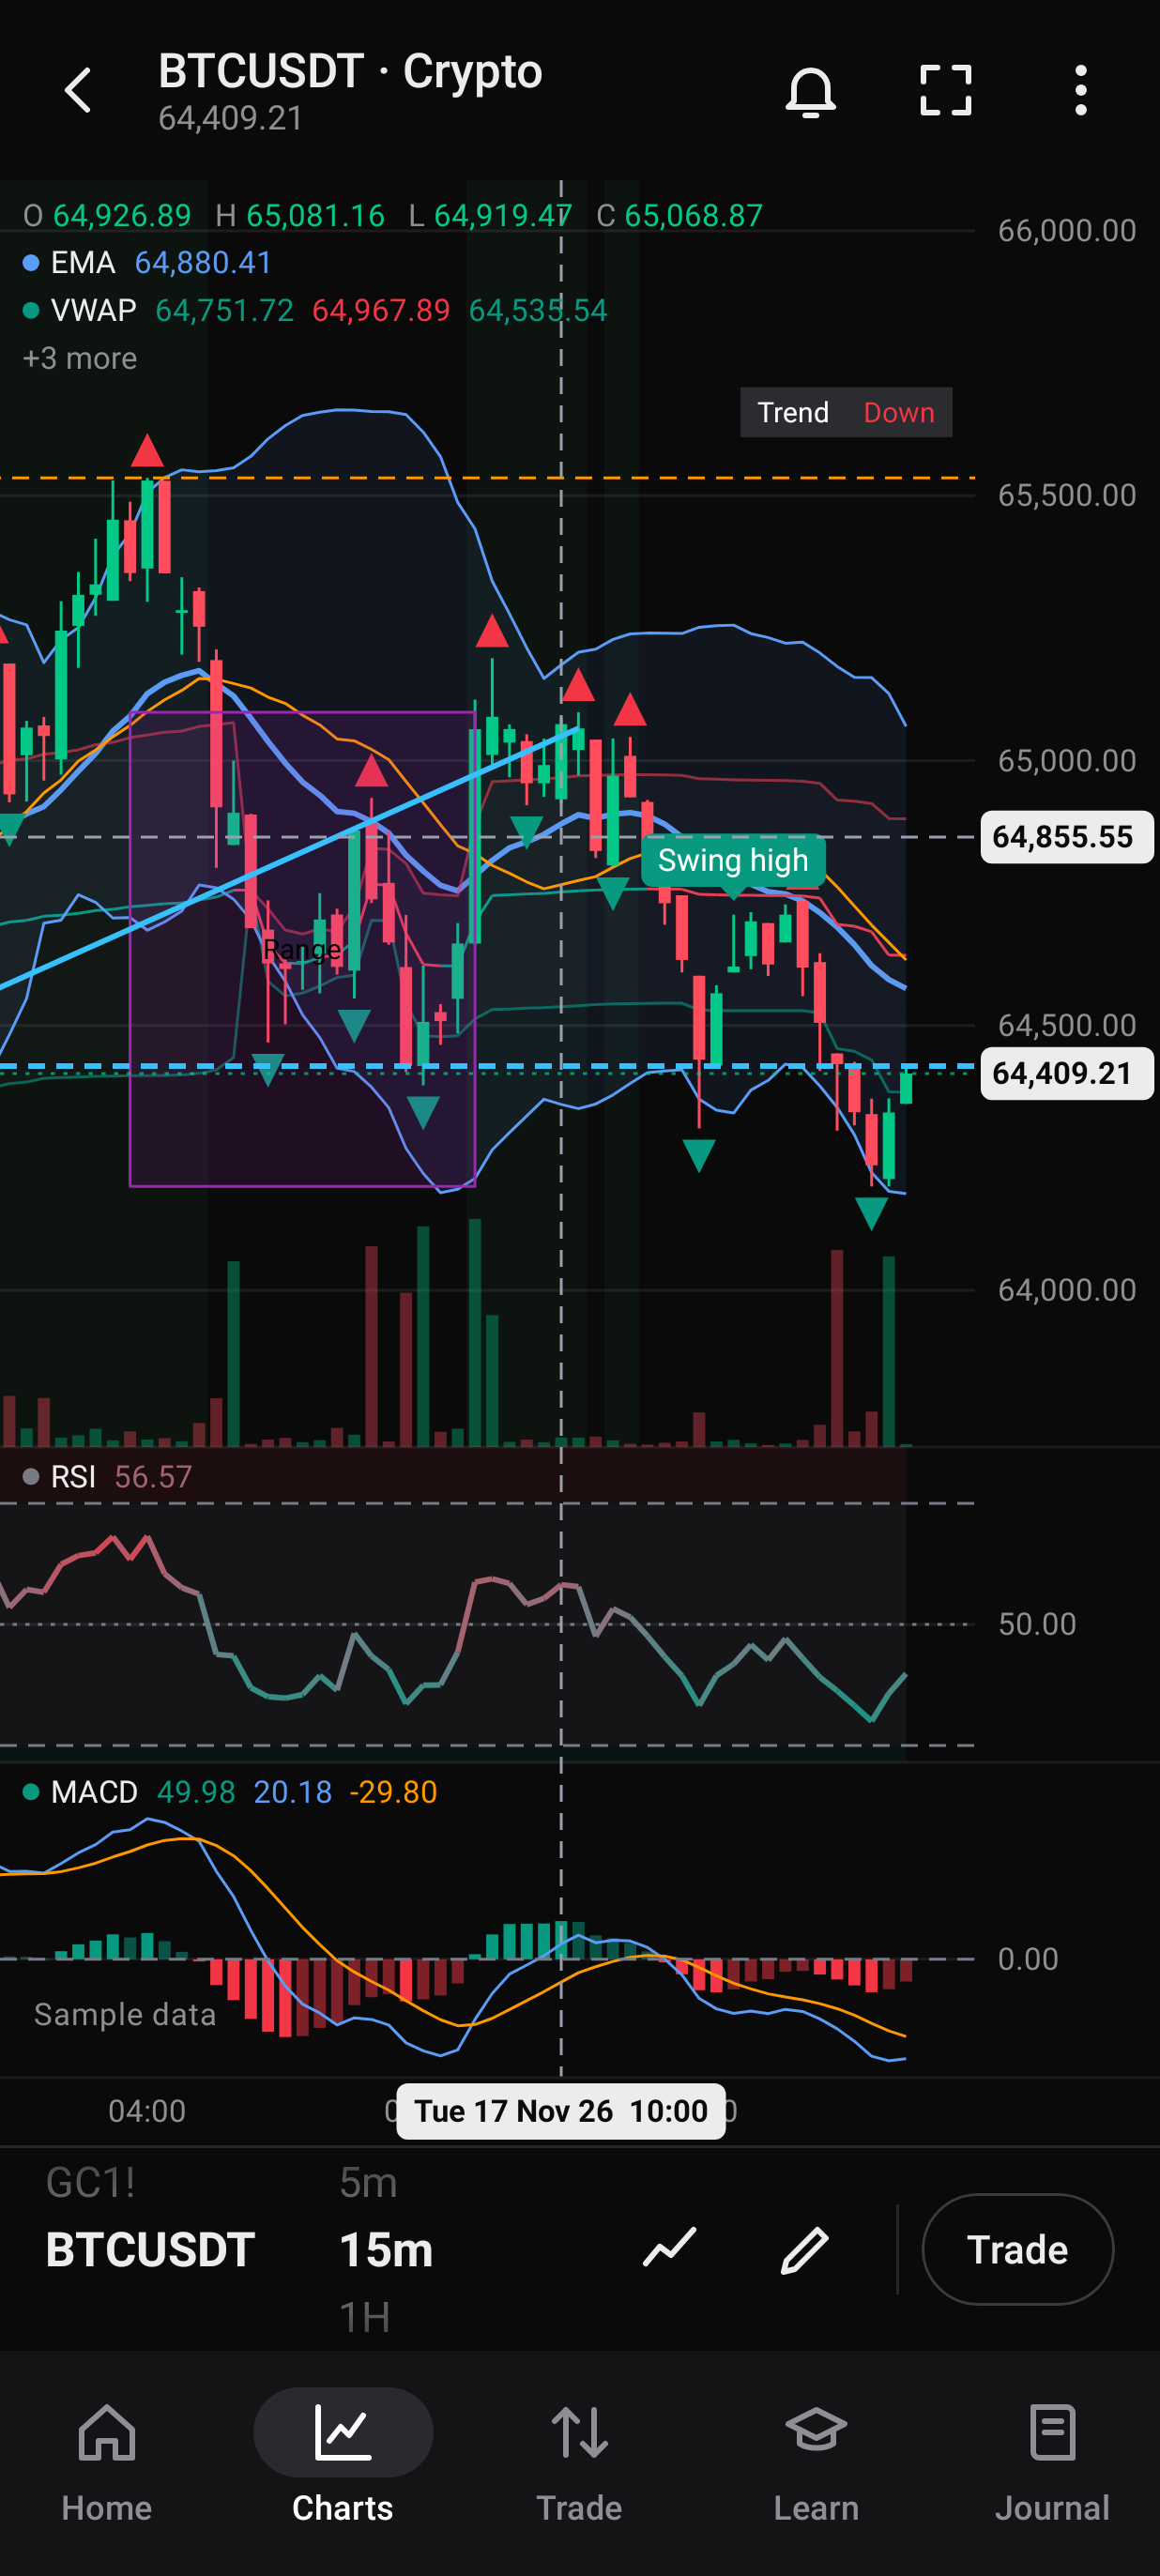 BTCUSDT · Crypto
64,409.21
O 64,926.89 H 65,081.16 L 64,919.47 C 65,068.87
66,000.00
EMA 64,880.41
VWAP 64,751.72 64,967.89 64,535.54
+3 more
Trend Down
65,500.00
65,000.00
64,855.55
Swing high
Range
64,500.00
64,409.21
64,000.00
RSI 56.57
50.00
MACD 49.98 20.18 -29.80
0.00
Sample data
04:00 Tue 17 Nov 26 10:00
GC1! 5m
BTCUSDT 15m Trade
1H
Home Charts Trade Learn Journal